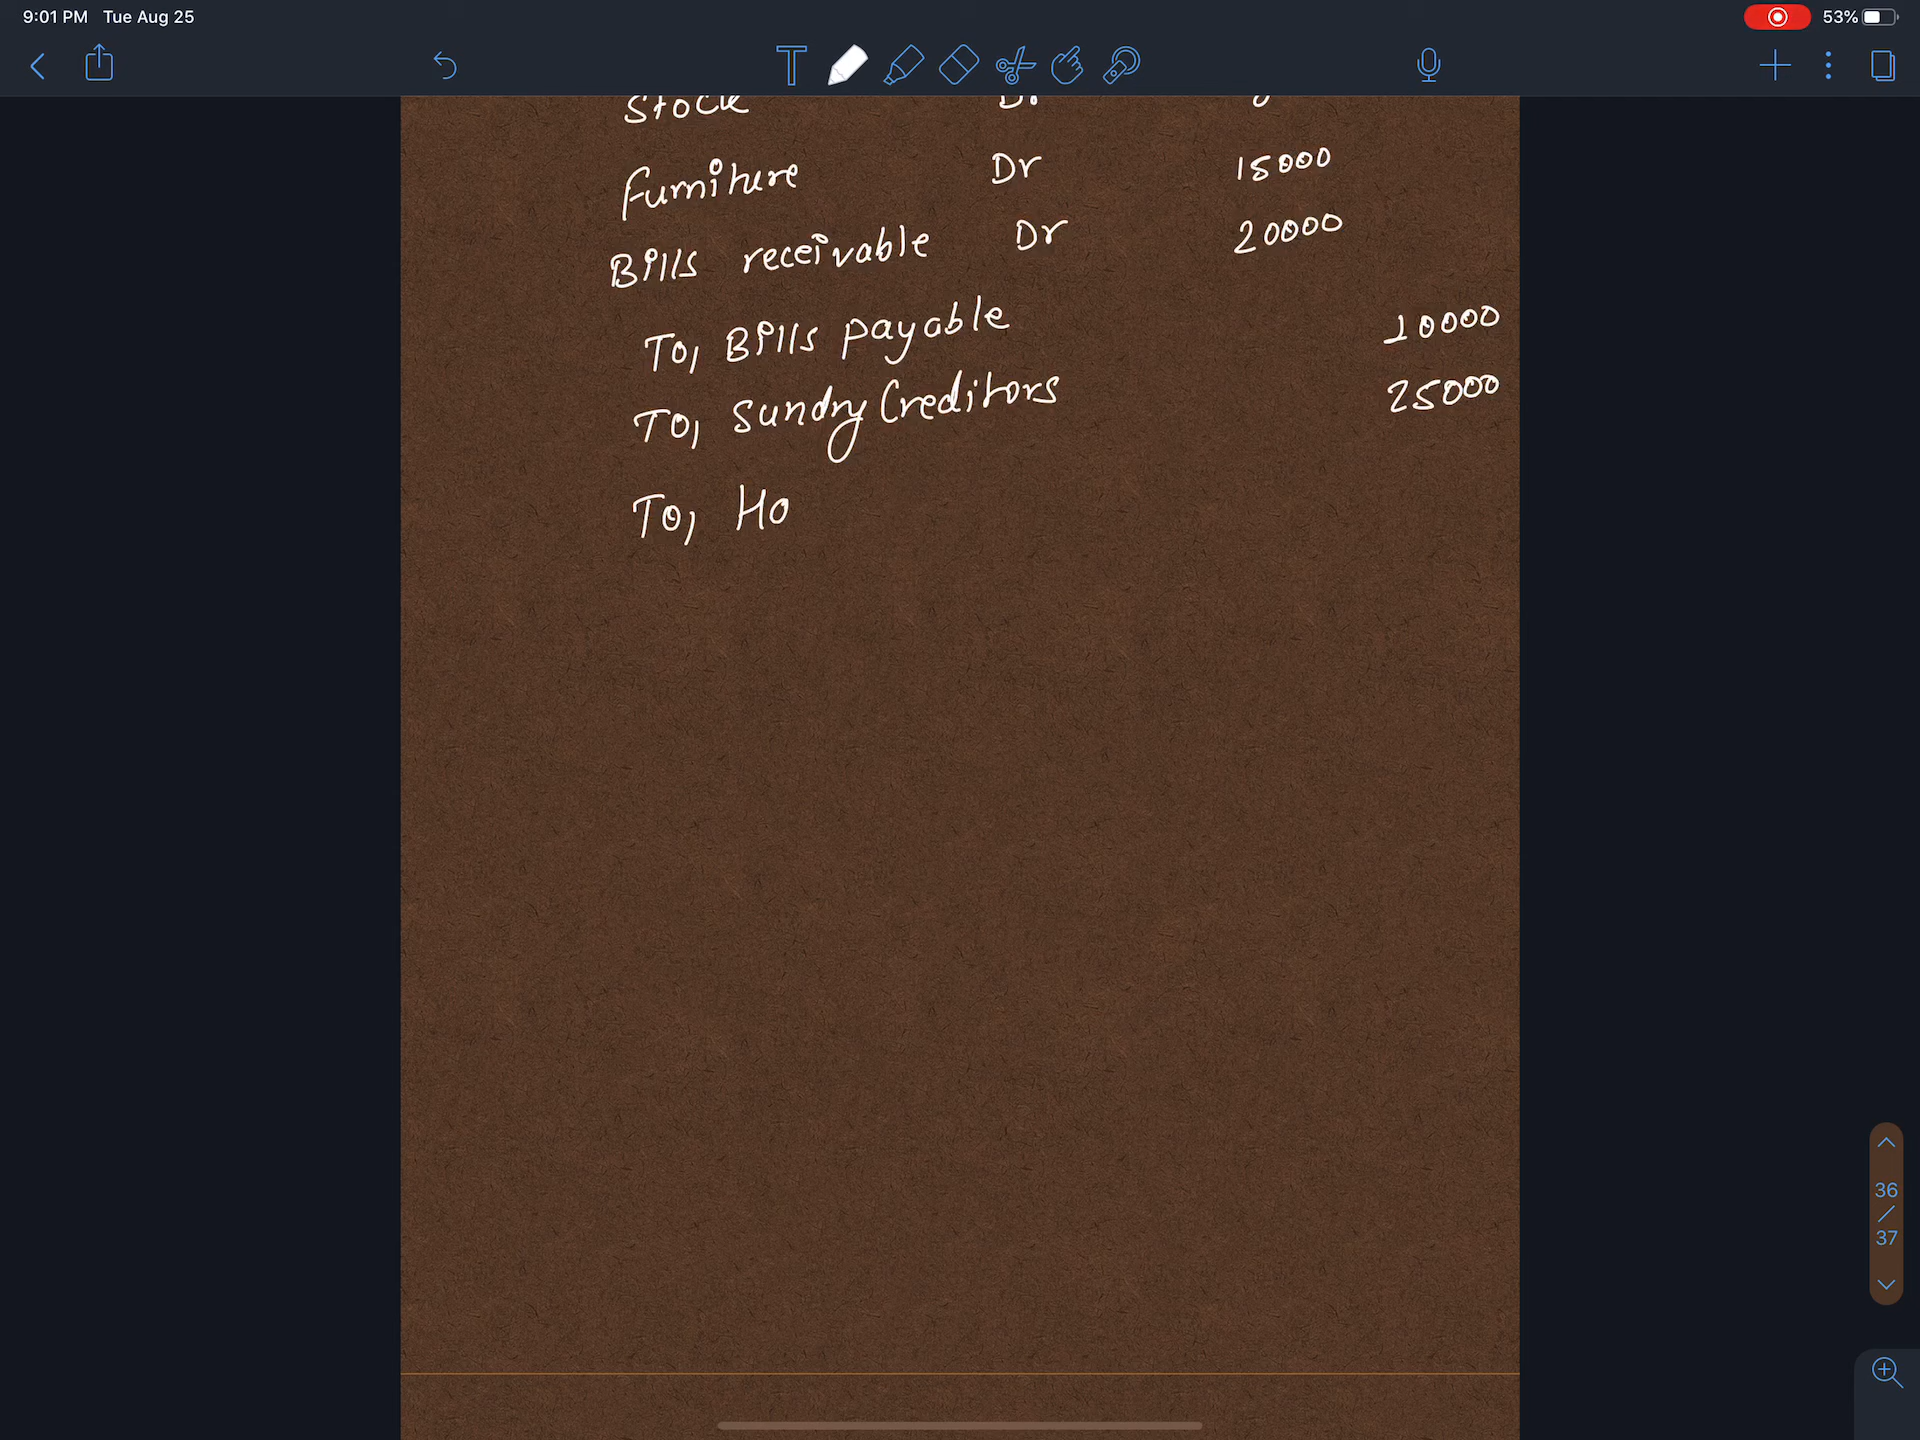 9:01 PM Tue Aug 25
53%
Stock
Furniture Dr 15000
Bills receivable Dr 20000
To, Bills payable 10000
To, Sundry Creditors 25000
To, Ho
36
/
37